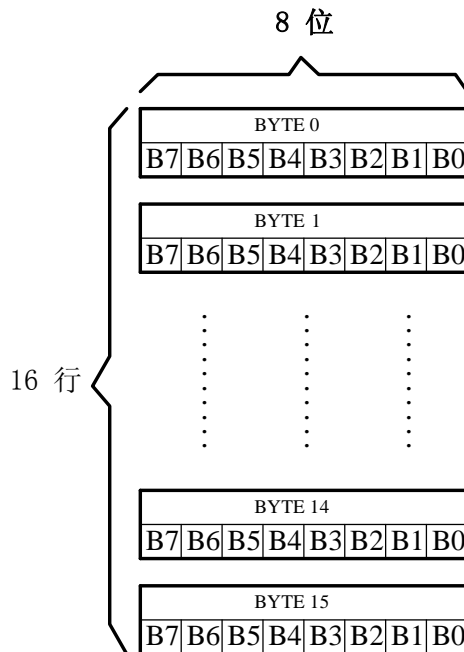 8 位
BYTE 0
B7 B6 B5 B4 B3 B2 B1 B0
BYTE 1
B7 B6 B5 B4 B3 B2 B1 B0
16 行
BYTE 14
B7 B6 B5 B4 B3 B2 B1 B0
BYTE 15
B7 B6 B5 B4 B3 B2 B1 B0